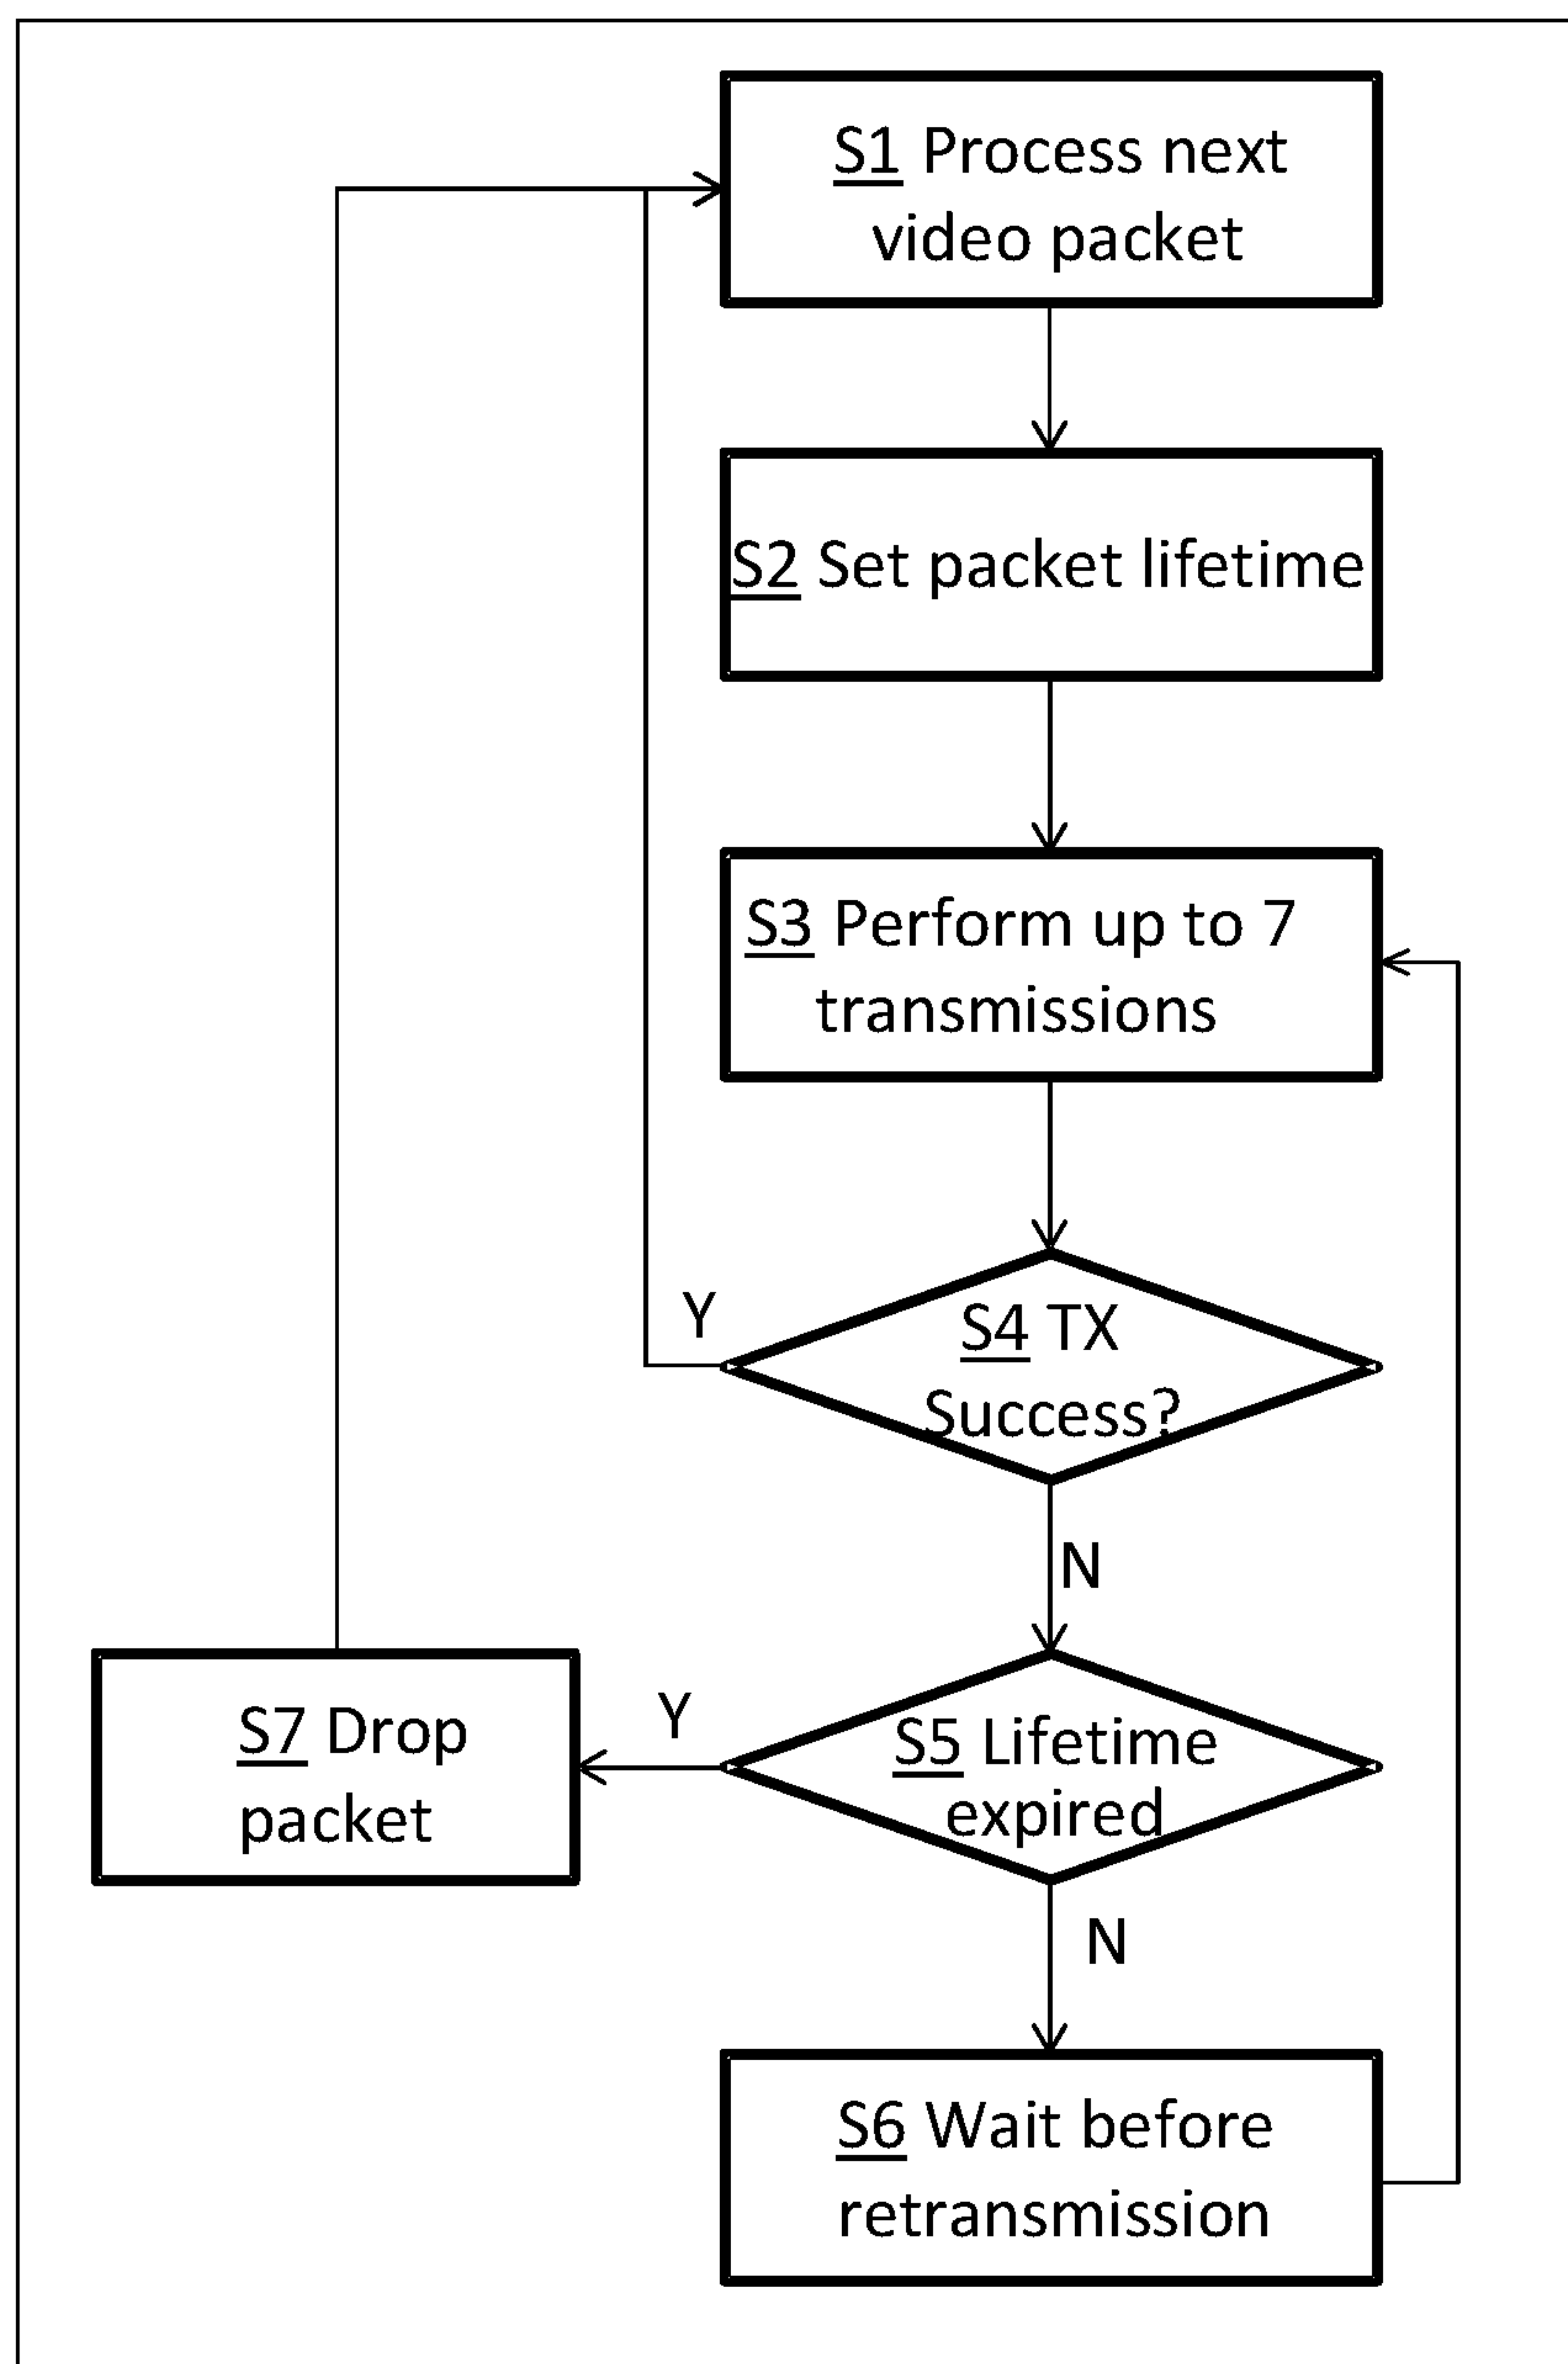 S1 Process next
video packet
S2 Set packet lifetime
S3 Perform up to 7
transmissions
Y
S4 TX
Success?
N
S7 Drop
packet
Y
S5 Lifetime
expired
N
S6 Wait before
retransmission